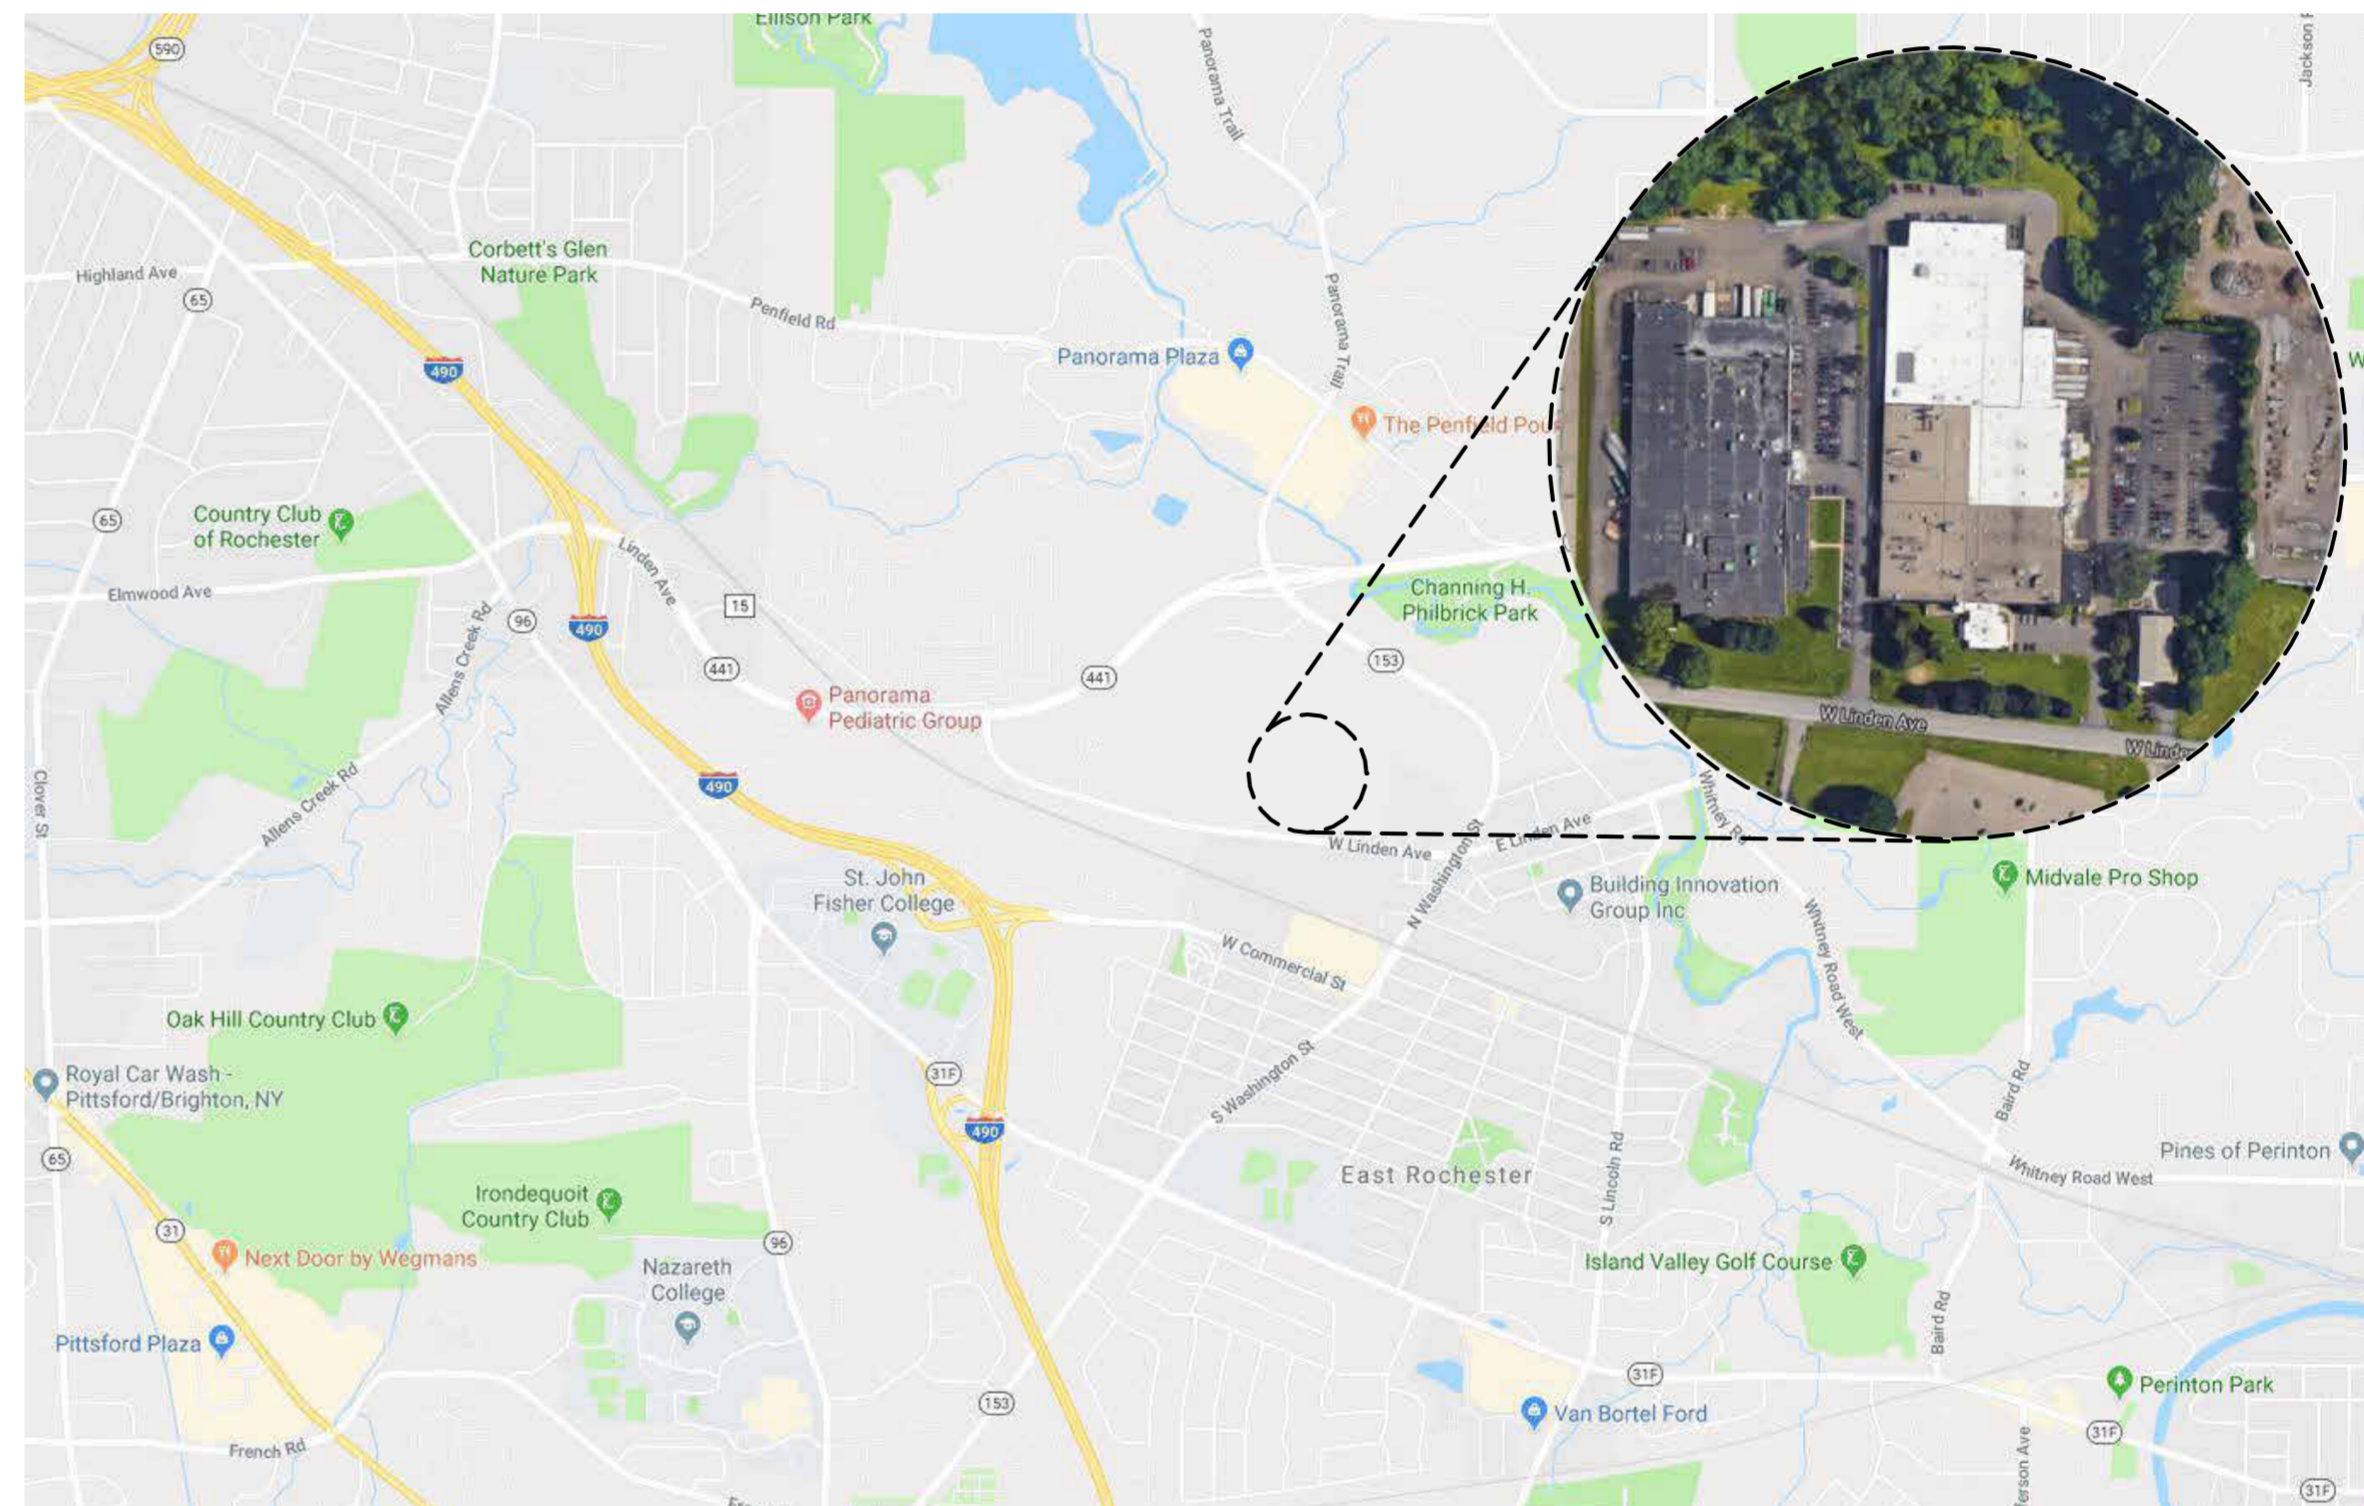 Ellison Park
590
Panorama Trail
Highland Ave
65
Corbett's Glen
Nature Park
Penfield Rd
Panorama Trail
Panorama Plaza
490
The Penfield
65
Country Club
of Rochester
Elmwood Ave
Linden Ave
15
Allens Creek Rd
96
490
441
441
Panorama
Pediatric Group
Channing H.
Philbrick Park
153
W Linden Ave
Clover St
Allens Creek Rd
490
W Linden Ave
N Washington St
E Linden Ave
Whitney Rd
St. John
Fisher College
Building Innovation
Group Inc
Midvale Pro Shop
W Commercial St
Whitney Road West
Oak Hill Country Club
Royal Car Wash -
Pittsford/Brighton, NY
31F
490
S Washington St
Baird Rd
65
East Rochester
S Lincoln Rd
Pines of Perinton
Whitney Road West
Irondequoit
Country Club
31
96
Next Door by Wegmans
Nazareth
College
Island Valley Golf Course
Pittsford Plaza
Baird Rd
31F
Perinton Park
153
Van Bortel Ford
31F
French Rd
31F